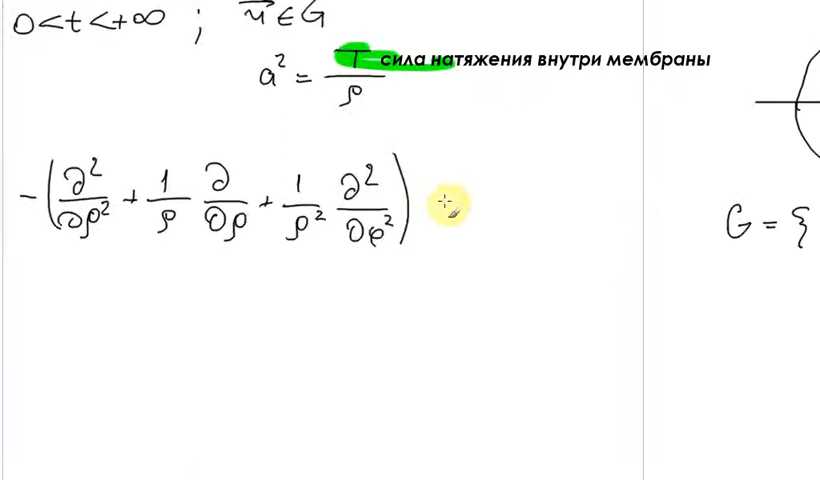 0 < t < +∞ ; r⃗ ∈ G
a² = T / ρ сила натяжения внутри мембраны
−(∂²/∂ρ² + 1/ρ ∂/∂ρ + 1/ρ² ∂²/∂φ²)
G = {